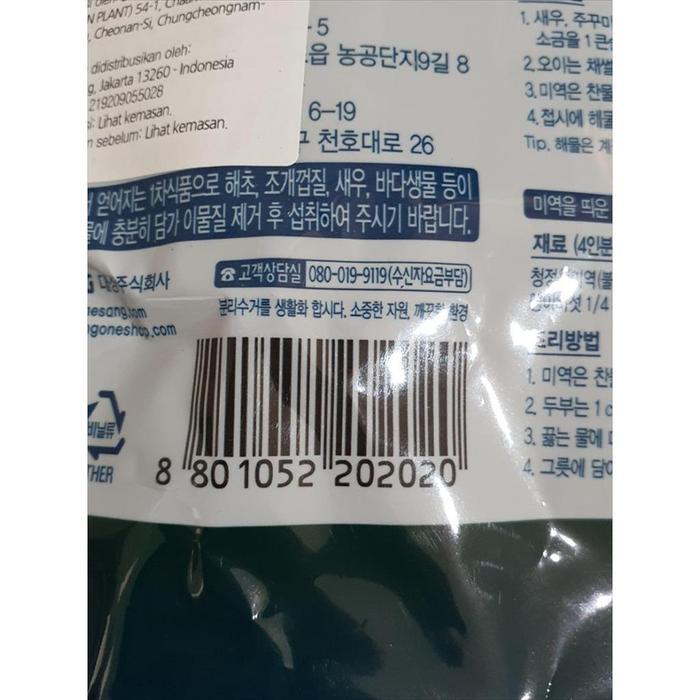 PLANT) 54-1,
Cheonan-Si, Chungcheongnam-
didistribusikan oleh:
Jakarta 13260 - Indonesia
219209055028
Lihat kemasan.
sebelum: Lihat kemasan.
- 5
농공단지9길 8
6-19
천호대로 26
얻어지는 1차식품으로 해초, 조개껍질, 새우, 바다생물 등이
충분히 담가 이물질 제거 후 섭취하여 주시기 바랍니다.
대상주식회사
☎고객상담실 080-019-9119(수신자요금부담)
분리수거를 생활화 합시다. 소중한 자원, 깨끗한 환경
비닐류
OTHER
8 801052 202020
1. 새우, 주꾸미
소금을 1 큰
2. 오이는 채썰
3. 미역은 찬물
4. 접시에 해물
Tip. 해물은
미역을 띄운
재료 (4인분
1/4
조리방법
1. 미역은 찬
2. 두부는 1 c
3. 끓는 물에
4. 그릇에 담